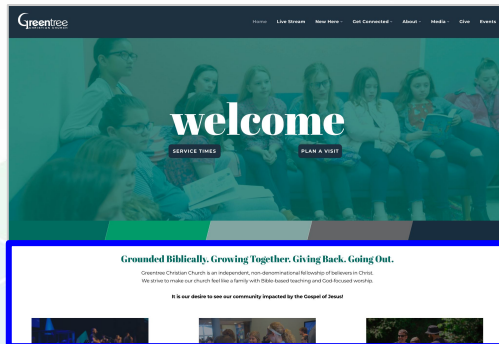 Greentree
CHRISTIAN CHURCH
Home Live Stream New Here Get Connected About Media Give Events
welcome
SERVICE TIMES PLAN A VISIT
Grounded Biblically. Growing Together. Giving Back. Going Out.
Greentree Christian Church is an independent, non-denominational fellowship of believers in Christ.
We strive to make our church feel like a family with Bible-based teaching and God-focused worship.
It is our desire to see our community impacted by the Gospel of Jesus!